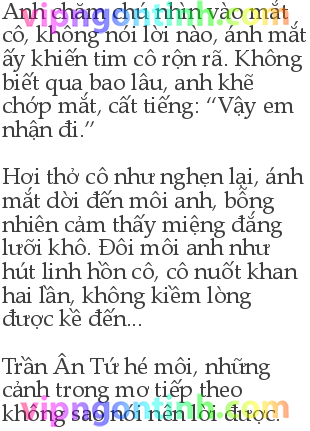 Anh chăm chú nhìn vào mắt
cô, không nói lời nào, ánh mắt
ấy khiến tim cô rộn rã. Không
biết qua bao lâu, anh khẽ
chớp mắt, cất tiếng: “Vậy em
nhận đi.”
Hơi thở cô như nghẹn lại, ánh
mắt dời đến môi anh, bỗng
nhiên cảm thấy miệng đắng
lưỡi khô. Đôi môi anh như
hút linh hồn cô, cô nuốt khan
hai lần, không kiềm lòng
được kề đến...
Trần Ân Tứ hé môi, những
cảnh trong mơ tiếp theo
không sao nói nên lời được.
vipngontinh.com
vipngontinh.com